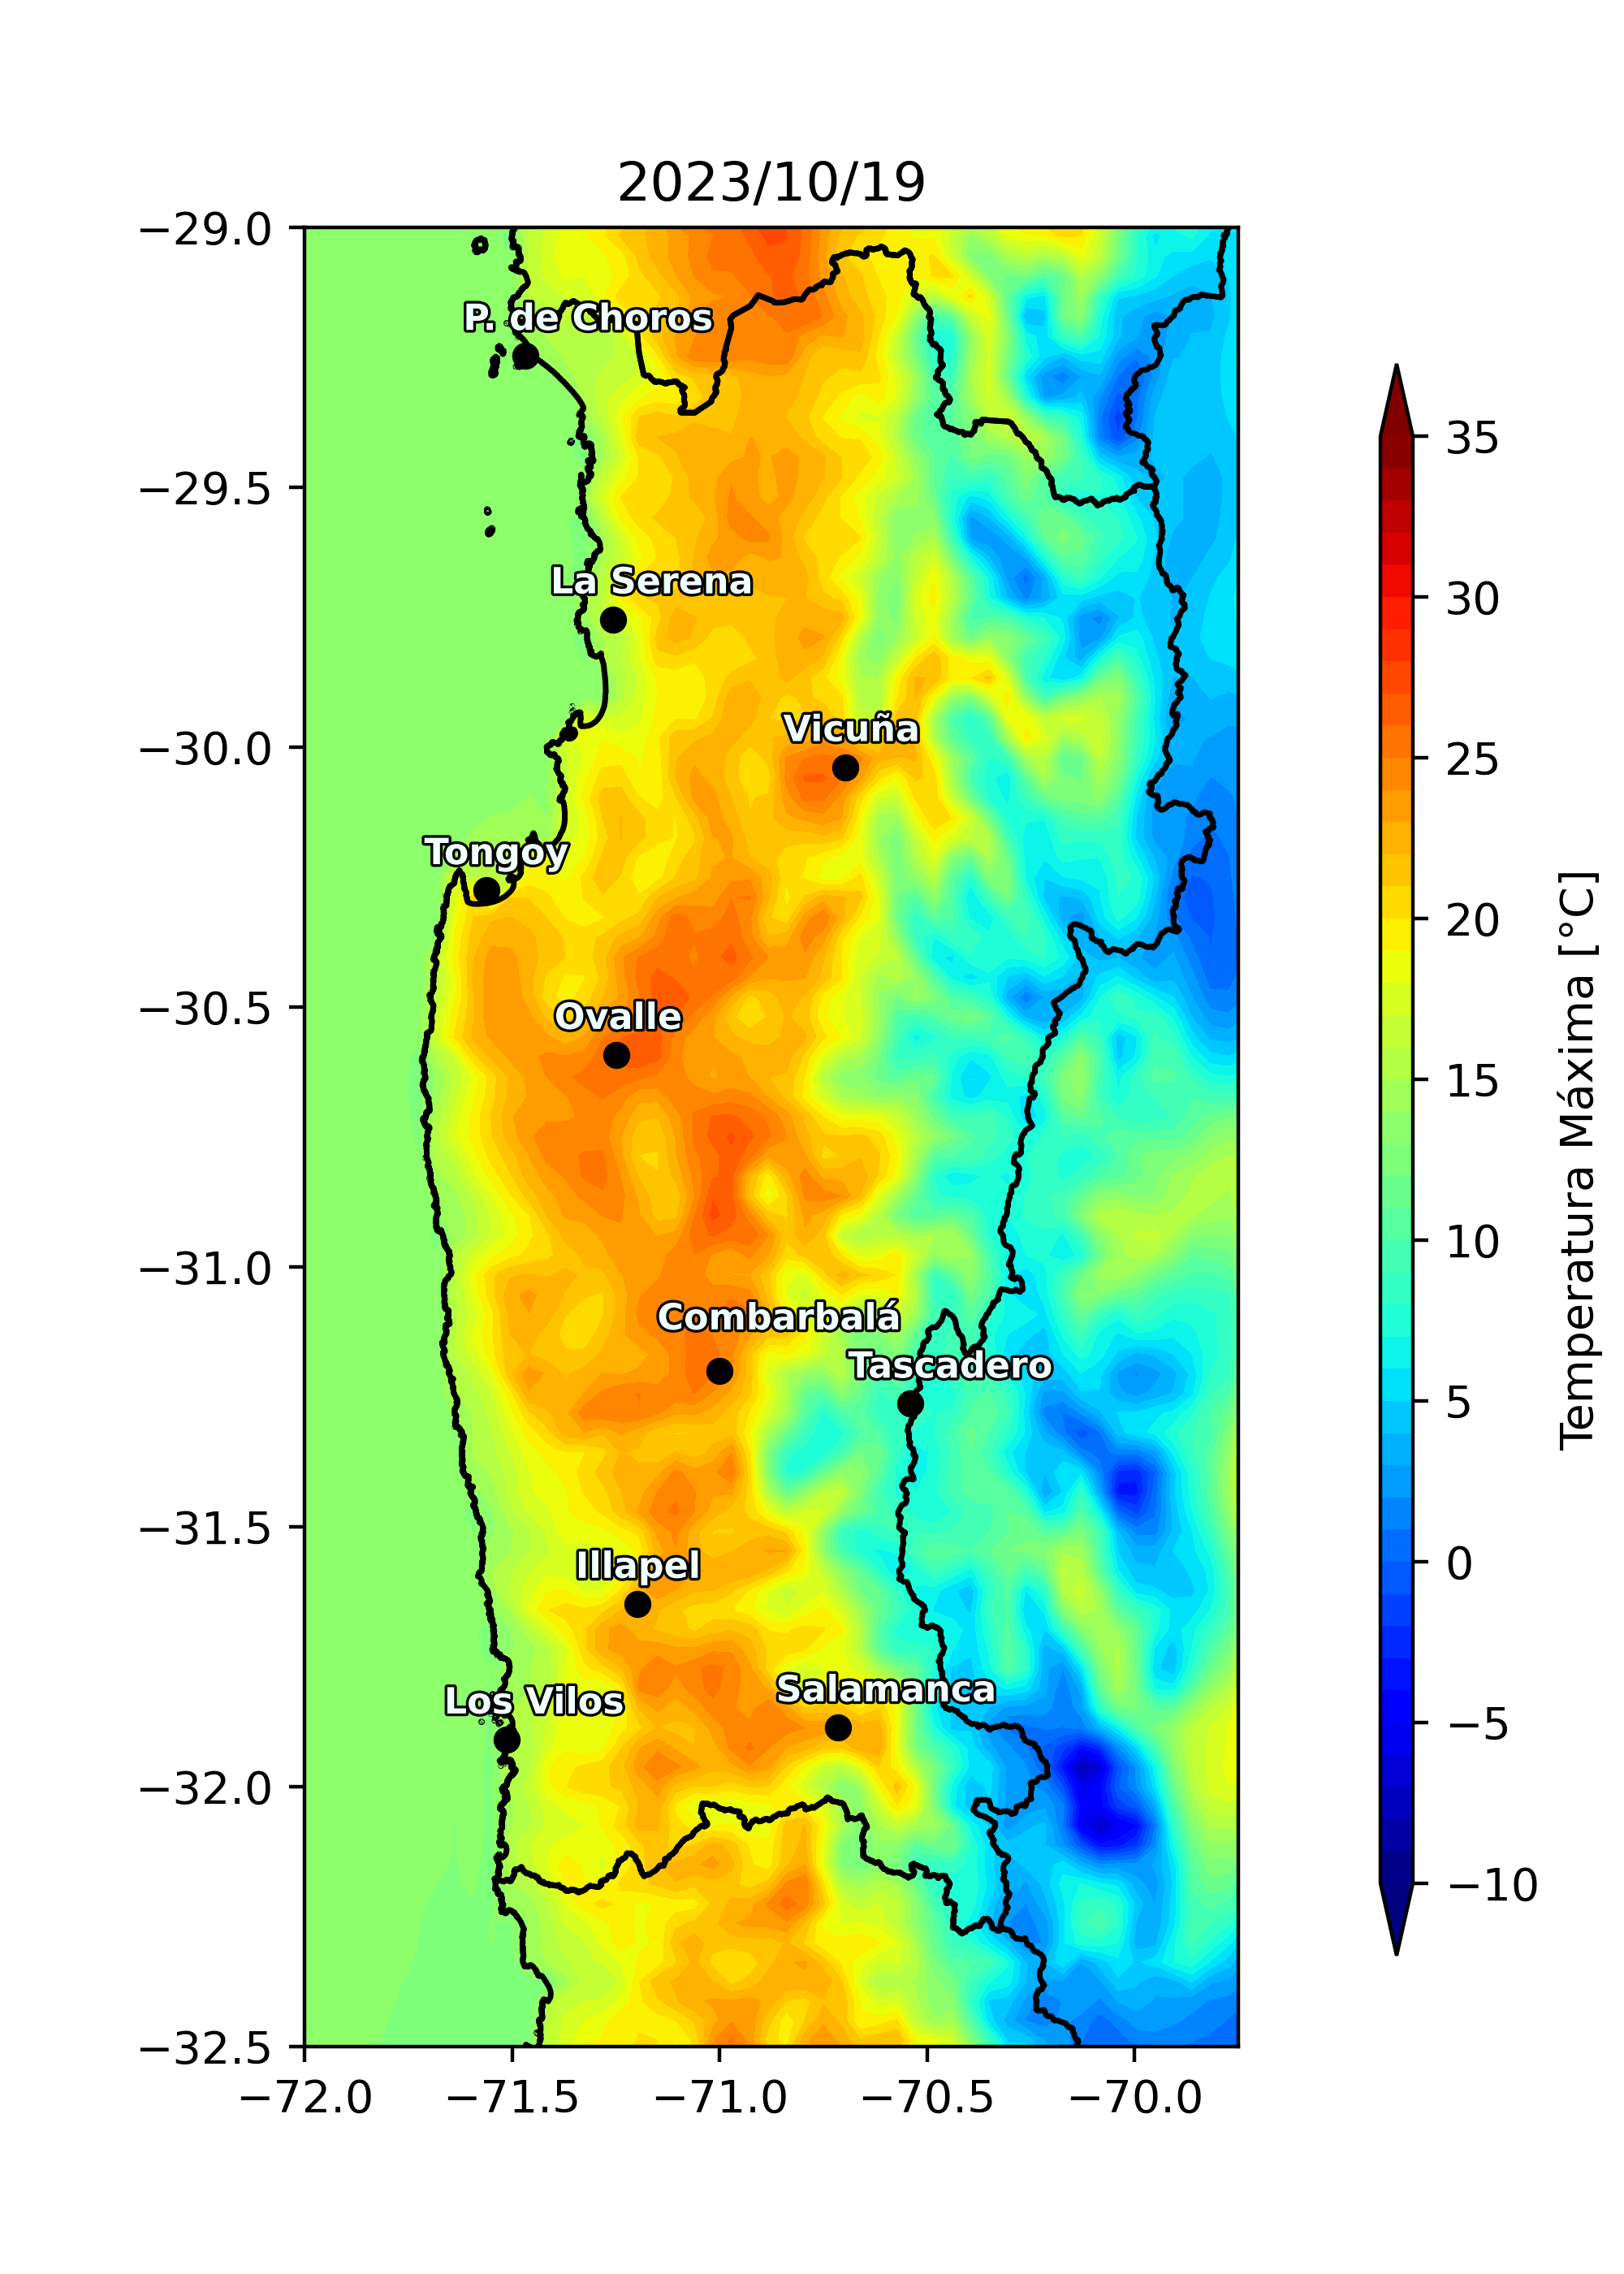 2023/10/19
−29.0
−29.5
−30.0
−30.5
−31.0
−31.5
−32.0
−32.5
−72.0
−71.5
−71.0
−70.5
−70.0
P. de Choros
La Serena
Vicuña
Tongoy
Ovalle
Combarbalá
Tascadero
Illapel
Los Vilos
Salamanca
35
30
25
20
15
10
5
0
−5
−10
Temperatura Máxima [°C]